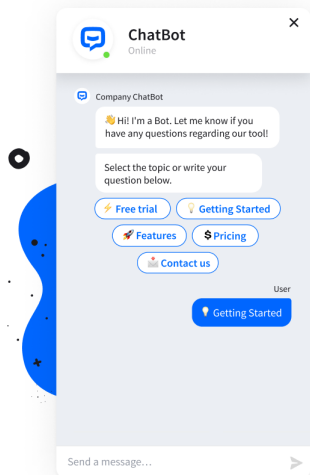 ChatBot
Online
Company ChatBot
👋 Hi! I'm a Bot. Let me know if you
have any questions regarding our tool!
Select the topic or write your
question below.
⚡ Free trial
💡 Getting Started
🚀 Features
💲Pricing
📩 Contact us
User
💡 Getting Started
Send a message...